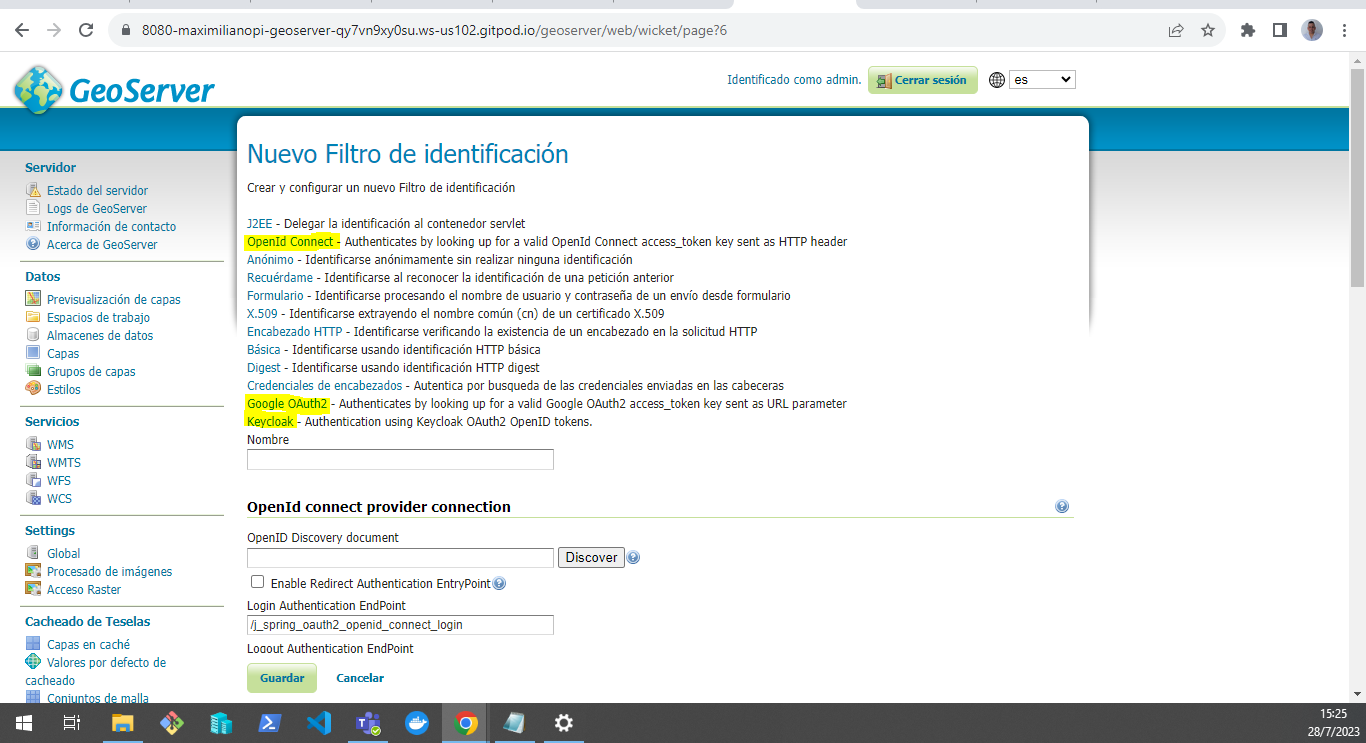 8080-maximilianopi-geoserver-qy7vn9xy0su.ws-us102.gitpod.io/geoserver/web/wicket/page?6
GeoServer
Identificado como admin.
Cerrar sesión
es
Servidor
Estado del servidor
Logs de GeoServer
Información de contacto
Acerca de GeoServer
Datos
Previsualización de capas
Espacios de trabajo
Almacenes de datos
Capas
Grupos de capas
Estilos
Servicios
WMS
WMTS
WFS
WCS
Settings
Global
Procesado de imágenes
Acceso Raster
Cacheado de Teselas
Capas en caché
Valores por defecto de
cacheado
Conjuntos de malla
Nuevo Filtro de identificación
Crear y configurar un nuevo Filtro de identificación
J2EE - Delegar la identificación al contenedor servlet
OpenId Connect - Authenticates by looking up for a valid OpenId Connect access_token key sent as HTTP header
Anónimo - Identificarse anónimamente sin realizar ninguna identificación
Recuérdame - Identificarse al reconocer la identificación de una petición anterior
Formulario - Identificarse procesando el nombre de usuario y contraseña de un envío desde formulario
X.509 - Identificarse extrayendo el nombre común (cn) de un certificado X.509
Encabezado HTTP - Identificarse verificando la existencia de un encabezado en la solicitud HTTP
Básica - Identificarse usando identificación HTTP básica
Digest - Identificarse usando identificación HTTP digest
Credenciales de encabezados - Autentica por busqueda de las credenciales enviadas en las cabeceras
Google OAuth2 - Authenticates by looking up for a valid Google OAuth2 access_token key sent as URL parameter
Keycloak - Authentication using Keycloak OAuth2 OpenID tokens.
Nombre
OpenId connect provider connection
OpenID Discovery document
Discover
Enable Redirect Authentication EntryPoint
Login Authentication EndPoint
/j_spring_oauth2_openid_connect_login
Logout Authentication EndPoint
Guardar
Cancelar
15:25
28/7/2023